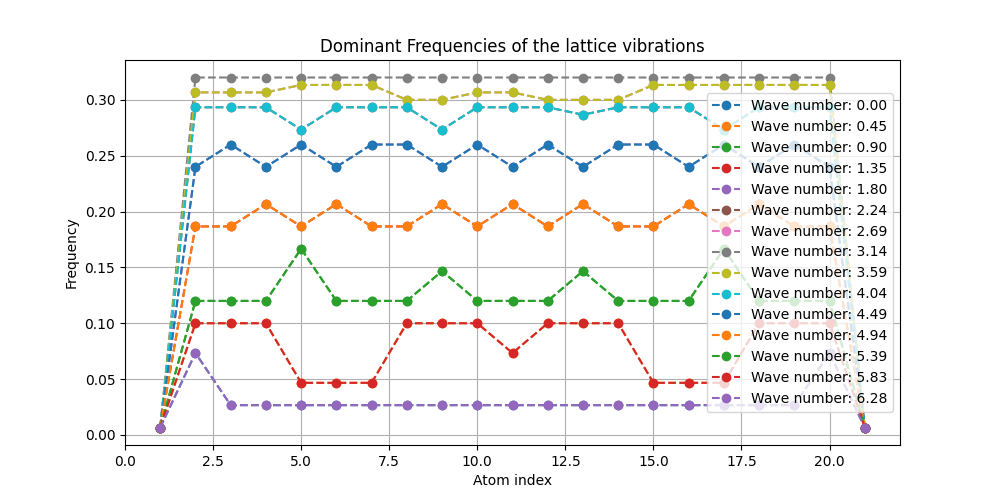 Dominant Frequencies of the lattice vibrations
0.30
0.25
0.20
0.15
0.10
0.05
0.00
Frequency
Wave number: 0.00
Wave number: 0.45
Wave number: 0.90
Wave number: 1.35
Wave number: 1.80
Wave number: 2.24
Wave number: 2.69
Wave number: 3.14
Wave number: 3.59
Wave number: 4.04
Wave number: 4.49
Wave number: 4.94
Wave number: 5.39
Wave number: 5.83
Wave number: 6.28
0.0 2.5 5.0 7.5 10.0 12.5 15.0 17.5 20.0
Atom index